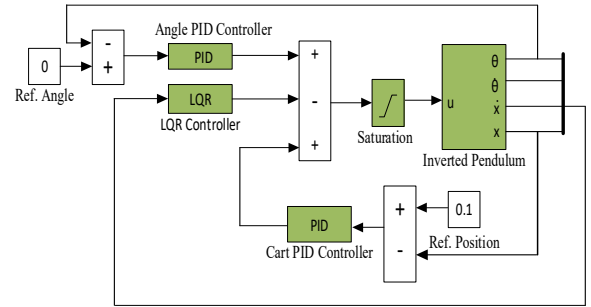 Angle PID Controller
-
+
0
Ref. Angle
PID
LQR
LQR Controller
+
-
+
Saturation
u
θ
θ̇
ẋ
x
Inverted Pendulum
PID
Cart PID Controller
+
-
0.1
Ref. Position